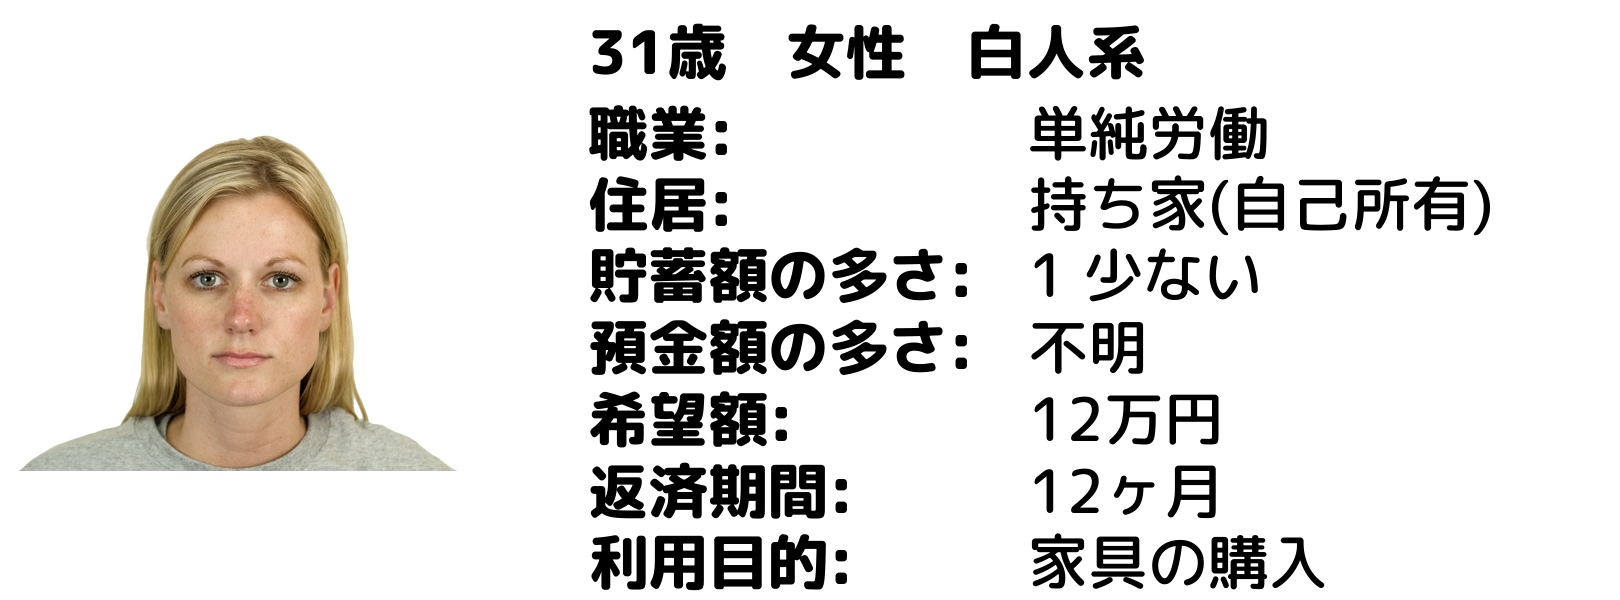 31歳　女性　白人系
職業: 単純労働
住居: 持ち家(自己所有)
貯蓄額の多さ: 1 少ない
預金額の多さ: 不明
希望額: 12万円
返済期間: 12ヶ月
利用目的: 家具の購入